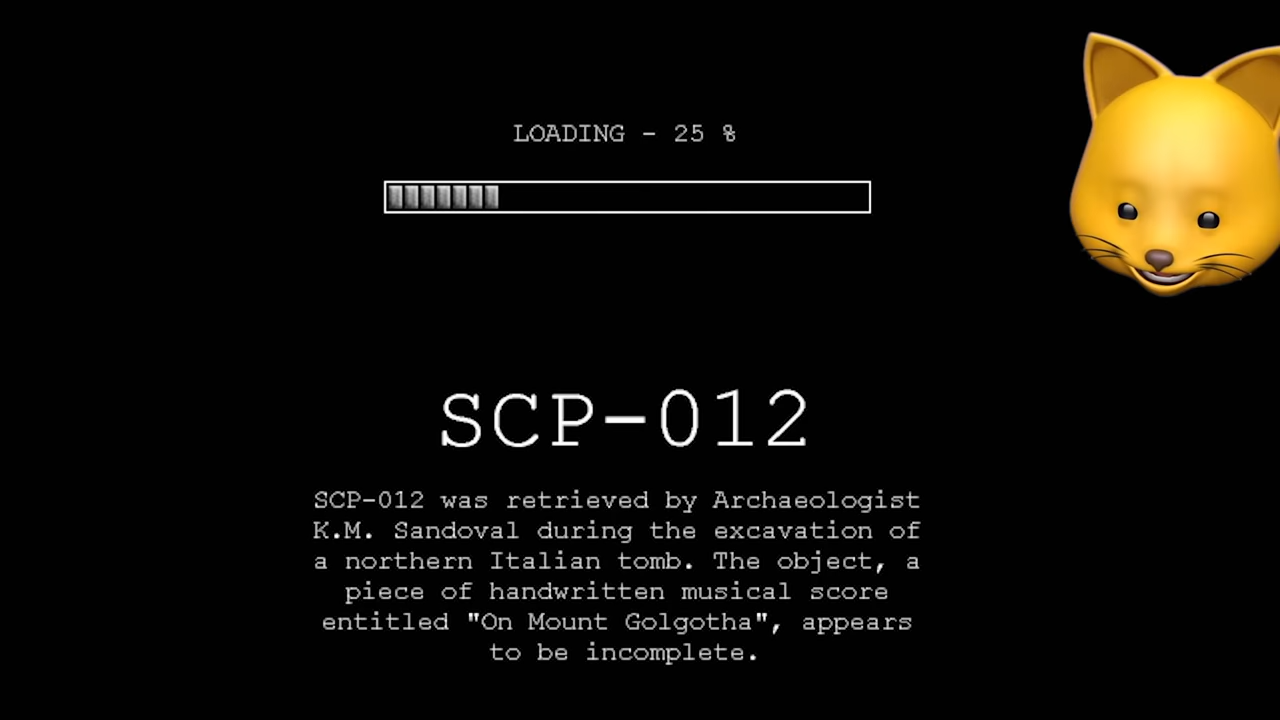 LOADING - 25 %
SCP-012
SCP-012 was retrieved by Archaeologist
K.M. Sandoval during the excavation of
a northern Italian tomb. The object, a
piece of handwritten musical score
entitled "On Mount Golgotha", appears
to be incomplete.